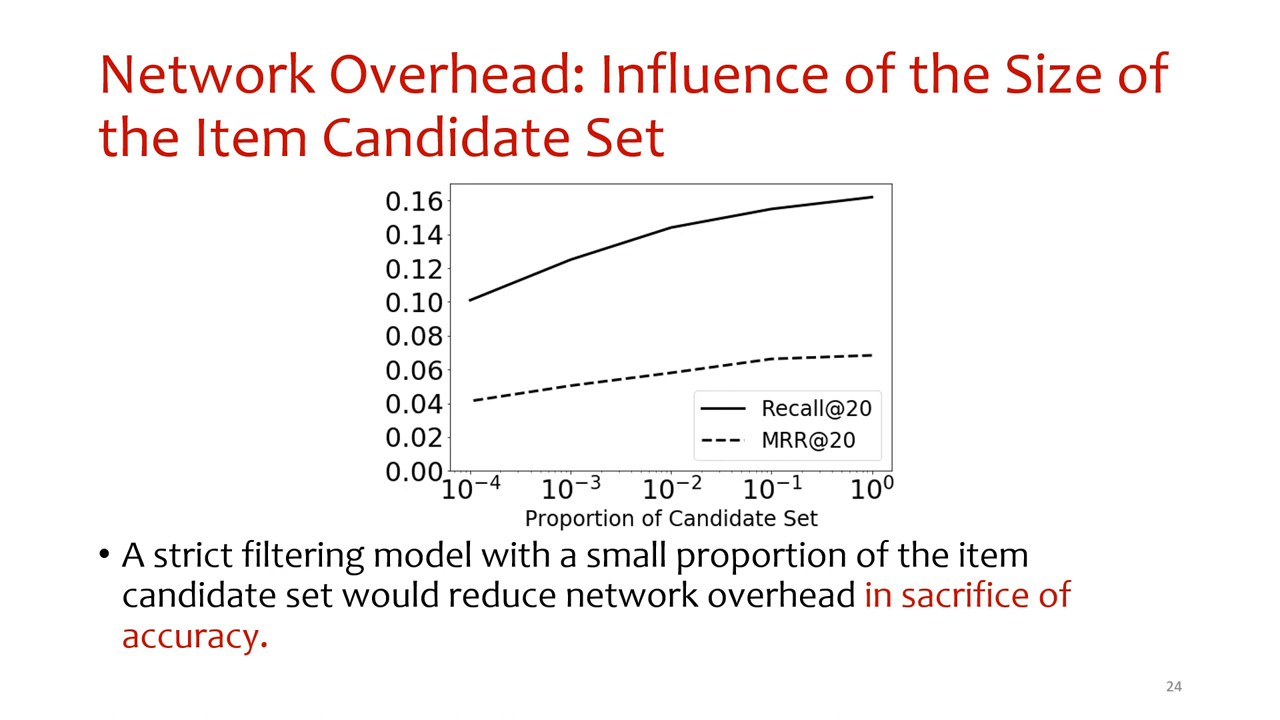 Network Overhead: Influence of the Size of
the Item Candidate Set
0.16
0.14
0.12
0.10
0.08
0.06
0.04
0.02
0.00
Recall@20
MRR@20
10⁻⁴ 10⁻³ 10⁻² 10⁻¹ 10⁰
Proportion of Candidate Set
• A strict filtering model with a small proportion of the item
candidate set would reduce network overhead in sacrifice of
accuracy.
24